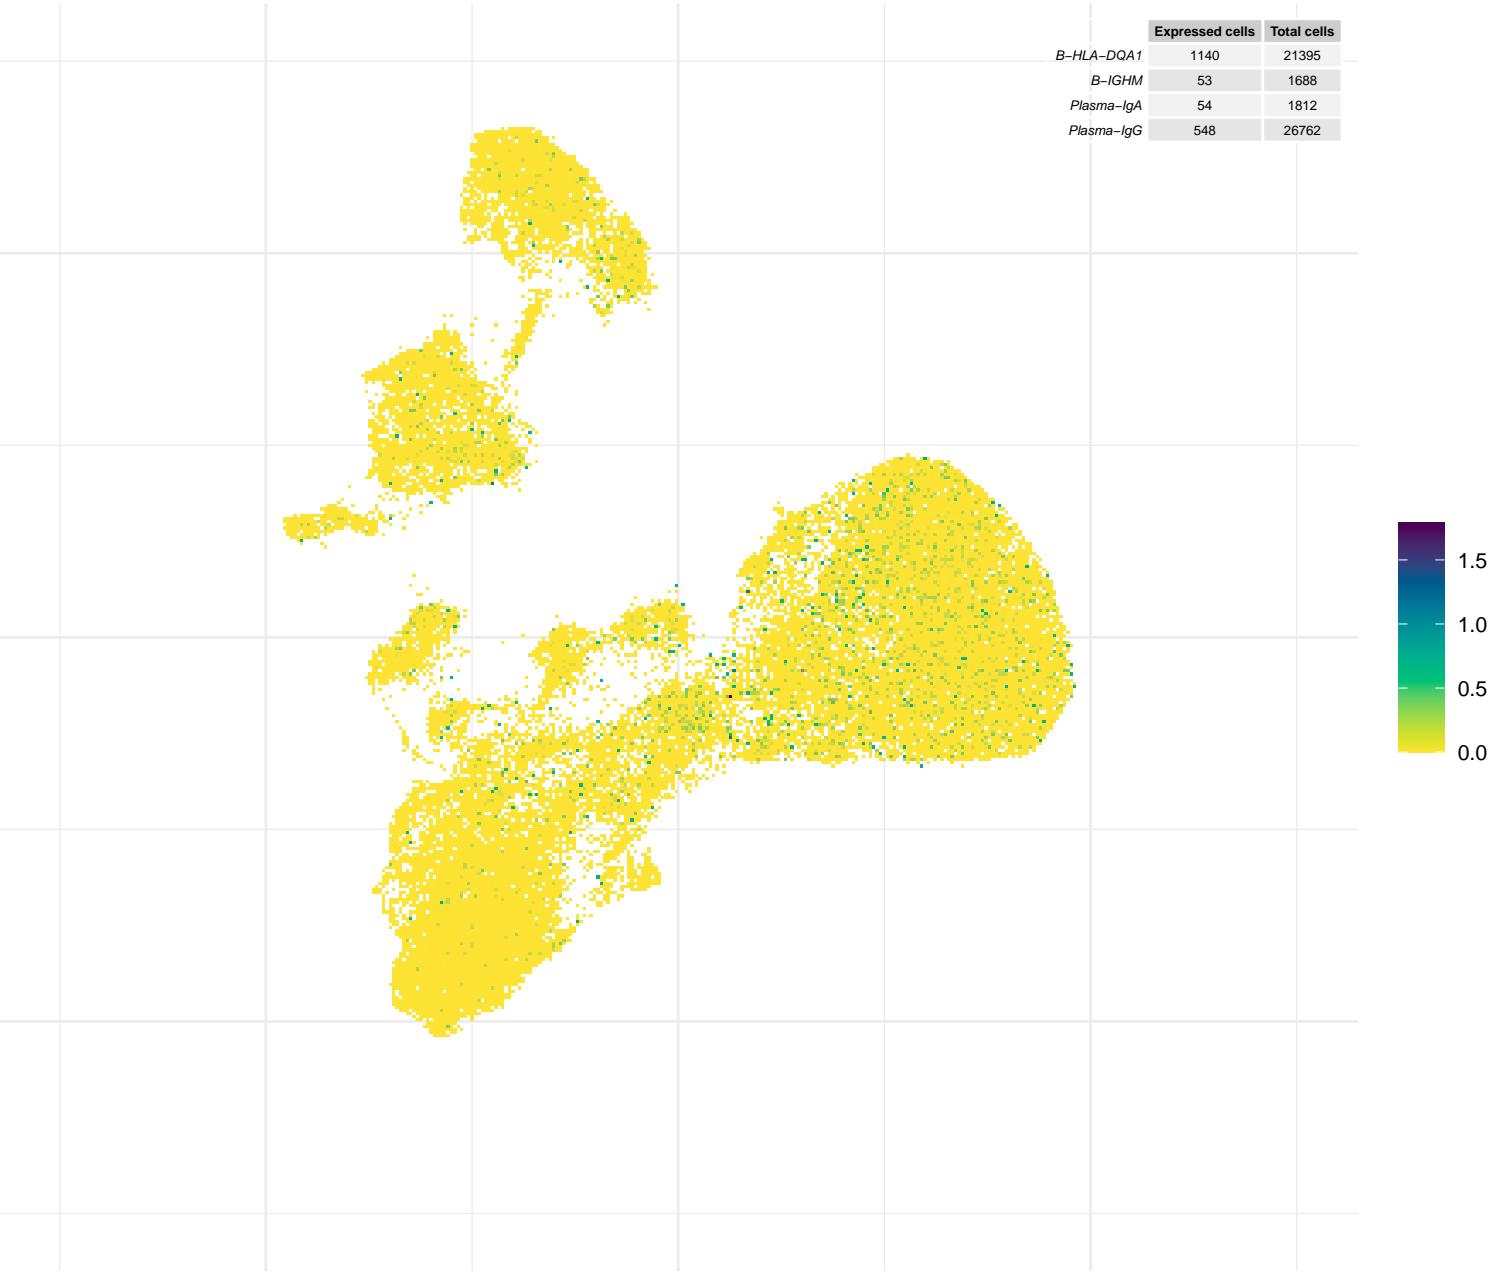 Expressed cells Total cells
B−HLA−DQA1 1140 21395
B−IGHM 53 1688
Plasma−IgA 54 1812
Plasma−IgG 548 26762
1.5
1.0
0.5
0.0